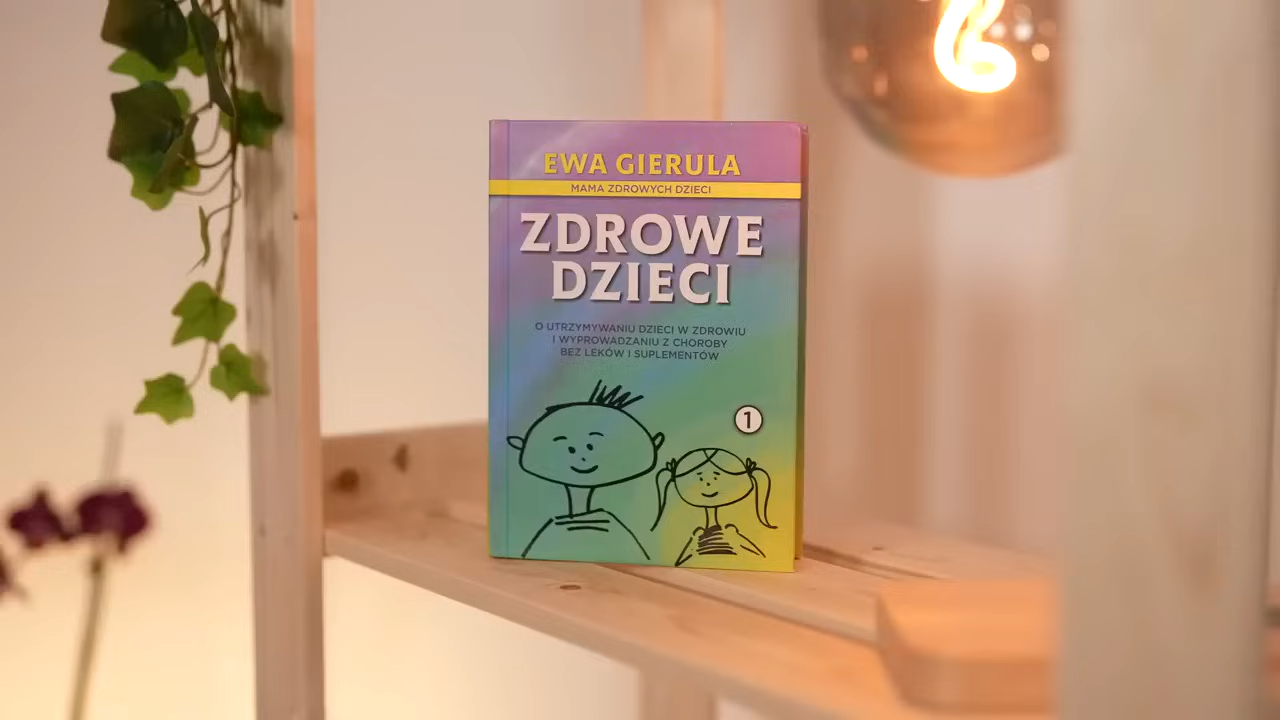 EWA GIERULA
MAMA ZDROWYCH DZIECI
ZDROWE
DZIECI
O UTRZYMYWANIU DZIECI W ZDROWIU
I WYPROWADZANIU Z CHOROBY
BEZ LEKÓW I SUPLEMENTÓW
1